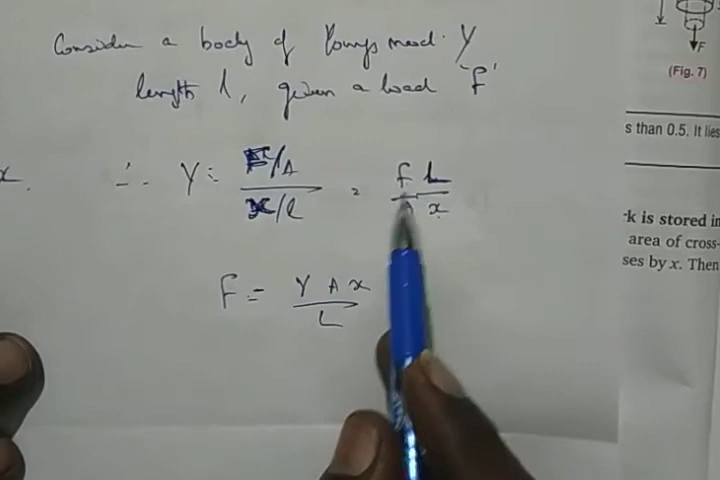 Consider a body of Youngs mod. Y
length l, given a load 'f'
x. ∴ Y = F/A / x/l = f L / A x
F = Y A x / L
F
(Fig. 7)
s than 0.5. It lies
k is stored in
area of cross-
ses by x. Then